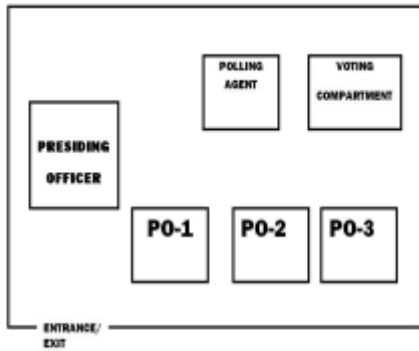 POLLING
AGENT
VOTING
COMPARTMENT
PRESIDING
OFFICER
PO-1
PO-2
PO-3
ENTRANCE/
EXIT